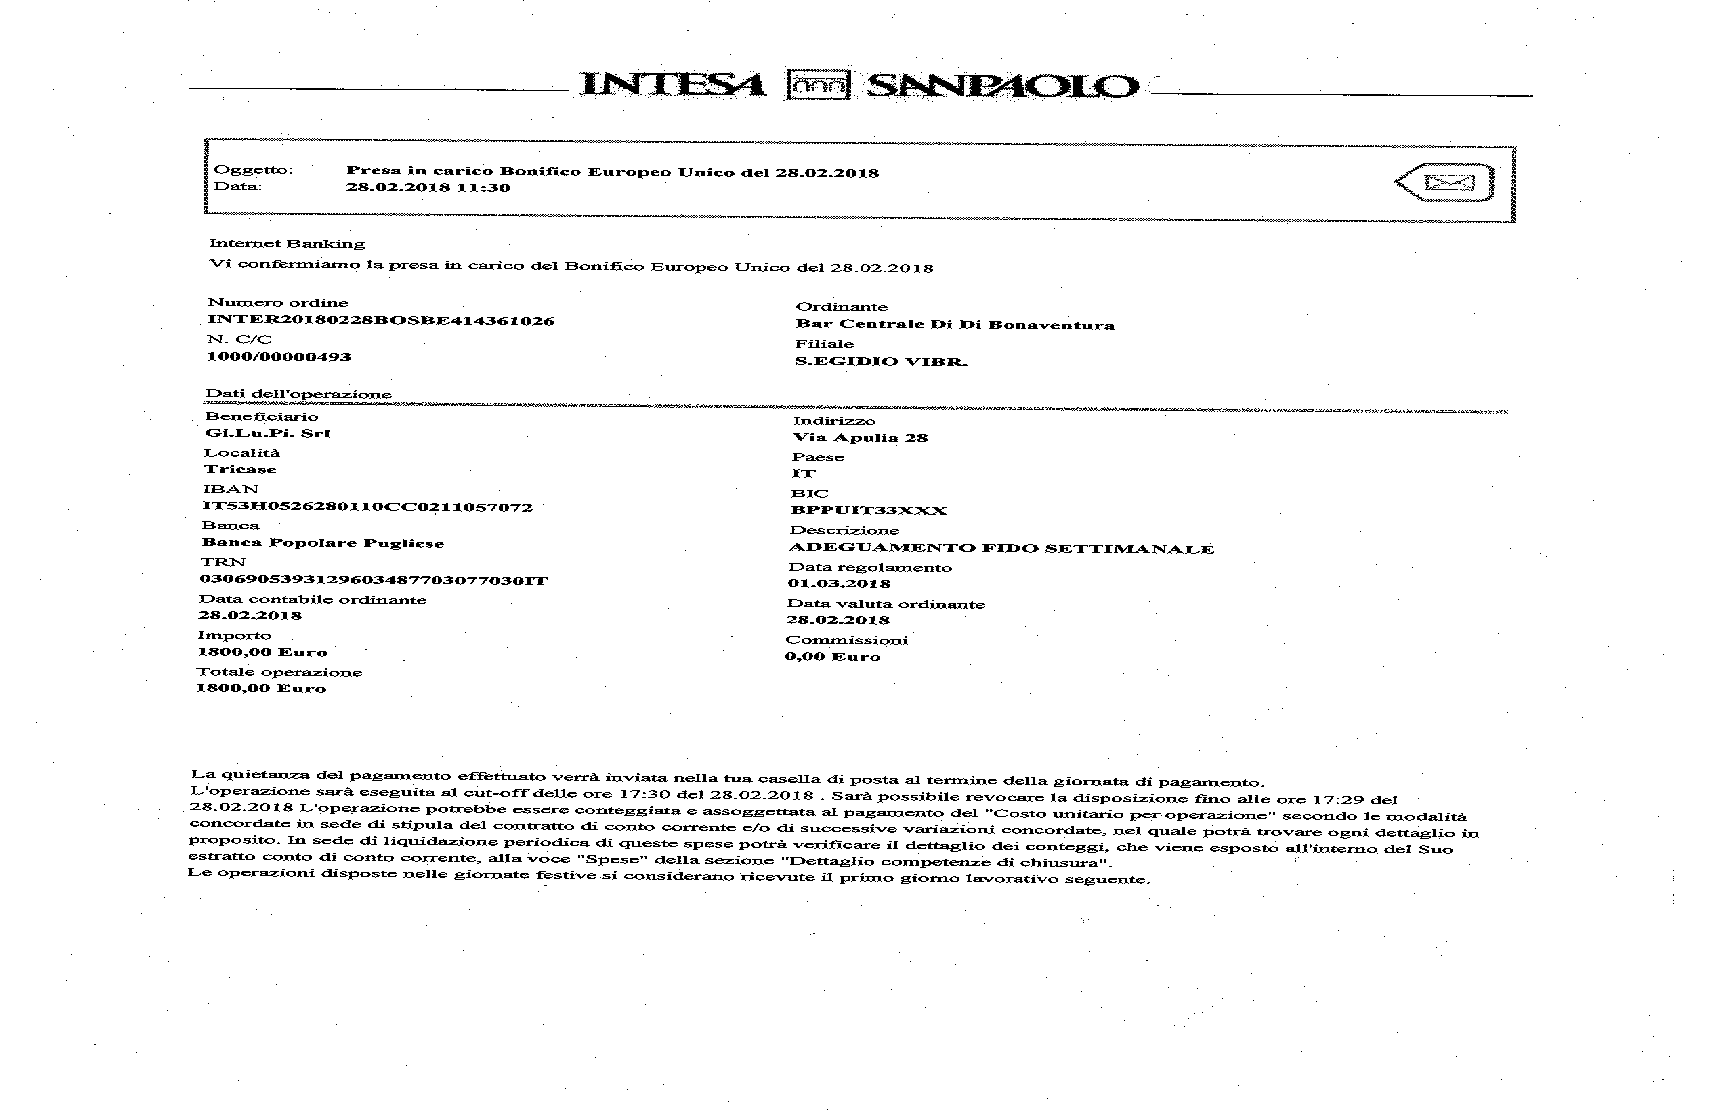 INTESA SANPAOLO
Oggetto: Presa in carico Bonifico Europeo Unico del 28.02.2018
Data: 28.02.2018 11:30
Internet Banking
Vi confermiamo la presa in carico del Bonifico Europeo Unico del 28.02.2018
Numero ordine
INTER20180228BOSBE414361026
Ordinante
Bar Centrale Di Di Bonaventura
N. C/C
1000/00000493
Filiale
S.EGIDIO VIBR.
Dati dell'operazione
Beneficiario
Gi.Lu.Pi. Srl
Indirizzo
Via Apulia 28
Località
Tricase
Paese
IT
IBAN
IT53H0526280110CC0211057072
BIC
BPPUIT33XXX
Banca
Banca Popolare Pugliese
Descrizione
ADEGUAMENTO FIDO SETTIMANALE
TRN
0306905393129603487703077030IT
Data regolamento
01.03.2018
Data contabile ordinante
28.02.2018
Data valuta ordinante
28.02.2018
Importo
1800,00 Euro
Commissioni
0,00 Euro
Totale operazione
1800,00 Euro
La quietanza del pagamento effettuato verrà inviata nella tua casella di posta al termine della giornata di pagamento.
L'operazione sarà eseguita al cut-off delle ore 17:30 del 28.02.2018 . Sarà possibile revocare la disposizione fino alle ore 17:29 del
28.02.2018 L'operazione potrebbe essere conteggiata e assoggettata al pagamento del "Costo unitario per operazione" secondo le modalità
concordate in sede di stipula del contratto di conto corrente e/o di successive variazioni concordate, nel quale potrà trovare ogni dettaglio in
proposito. In sede di liquidazione periodica di queste spese potrà verificare il dettaglio dei conteggi, che viene esposto all'interno del Suo
estratto conto di conto corrente, alla voce "Spese" della sezione "Dettaglio competenze di chiusura".
Le operazioni disposte nelle giornate festive si considerano ricevute il primo giorno lavorativo seguente.